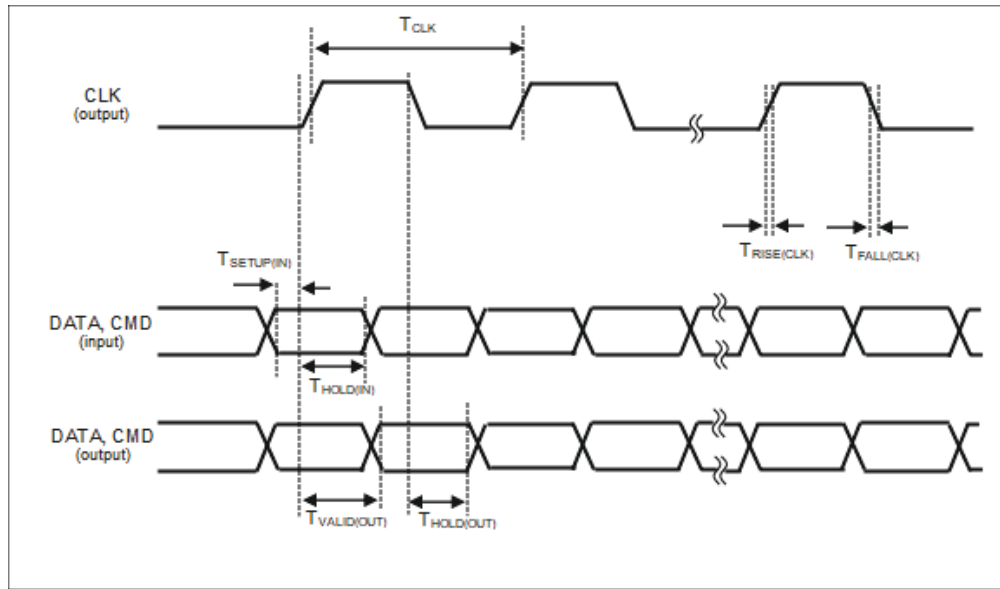 TCLK
CLK
(output)
TRISE(CLK)
TFALL(CLK)
TSETUP(IN)
DATA, CMD
(input)
THOLD(IN)
DATA, CMD
(output)
TVALID(OUT)
THOLD(OUT)